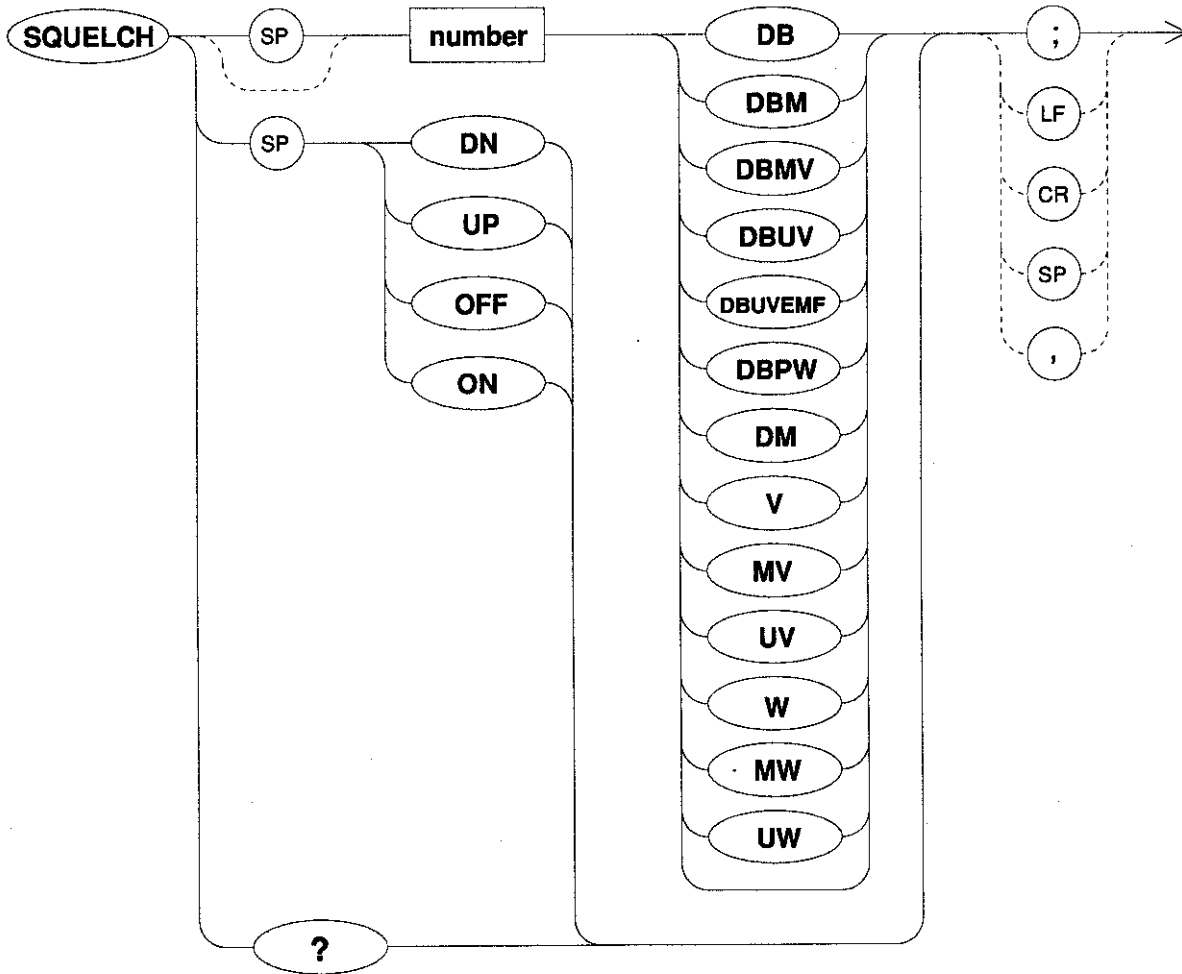 SQUELCH SP number DB ;
DBM LF
SP DN DBMV CR
UP DBUV SP
OFF DBUVEMF ,
ON DBPW
DM
V
MV
UV
W
MW
UW
?